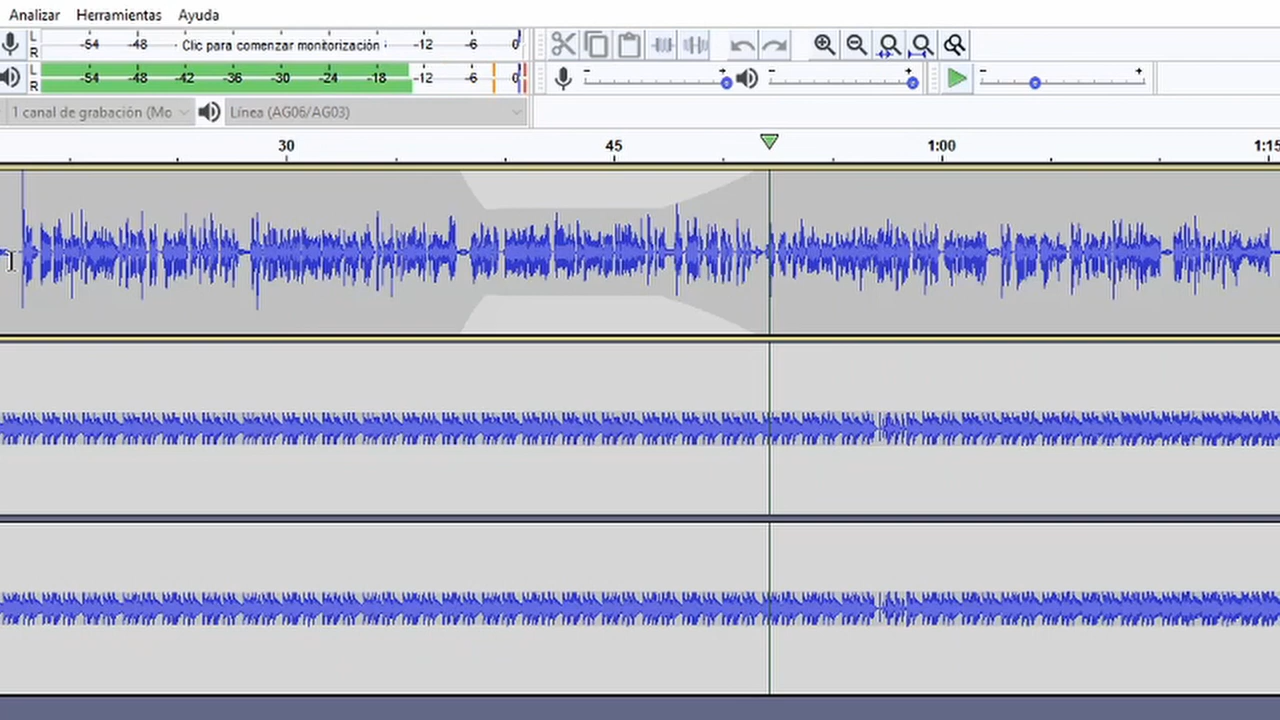 Analizar Herramientas Ayuda
L
R
-54 -48 Clic para comenzar monitorización -12 -6 0
L
R
-54 -48 -42 -36 -30 -24 -18 -12 -6 0
- + - + - +
1 canal de grabación (Mo Línea (AG06/AG03)
30 45 1:00 1:15